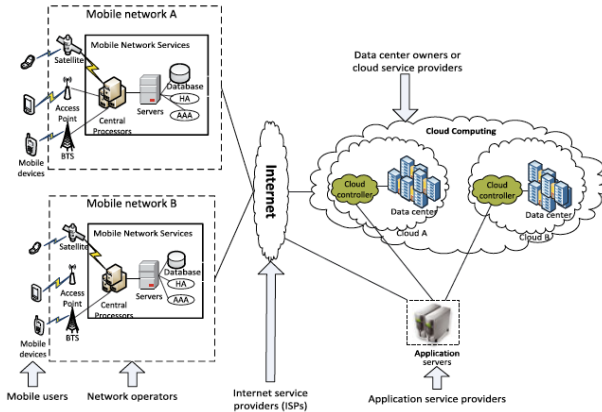 Mobile network A
Mobile Network Services
Satellite
Database
HA
AAA
Access
Point
Servers
Central
Processors
Mobile
devices
BTS
Data center owners or
cloud service providers
Cloud Computing
Cloud
controller
Data center
Cloud A
Cloud
controller
Data center
Cloud B
Internet
Mobile network B
Mobile Network Services
Satellite
Database
HA
AAA
Access
Point
Servers
Central
Processors
Mobile
devices
BTS
Application
servers
Mobile users
Network operators
Internet service
providers (ISPs)
Application service providers